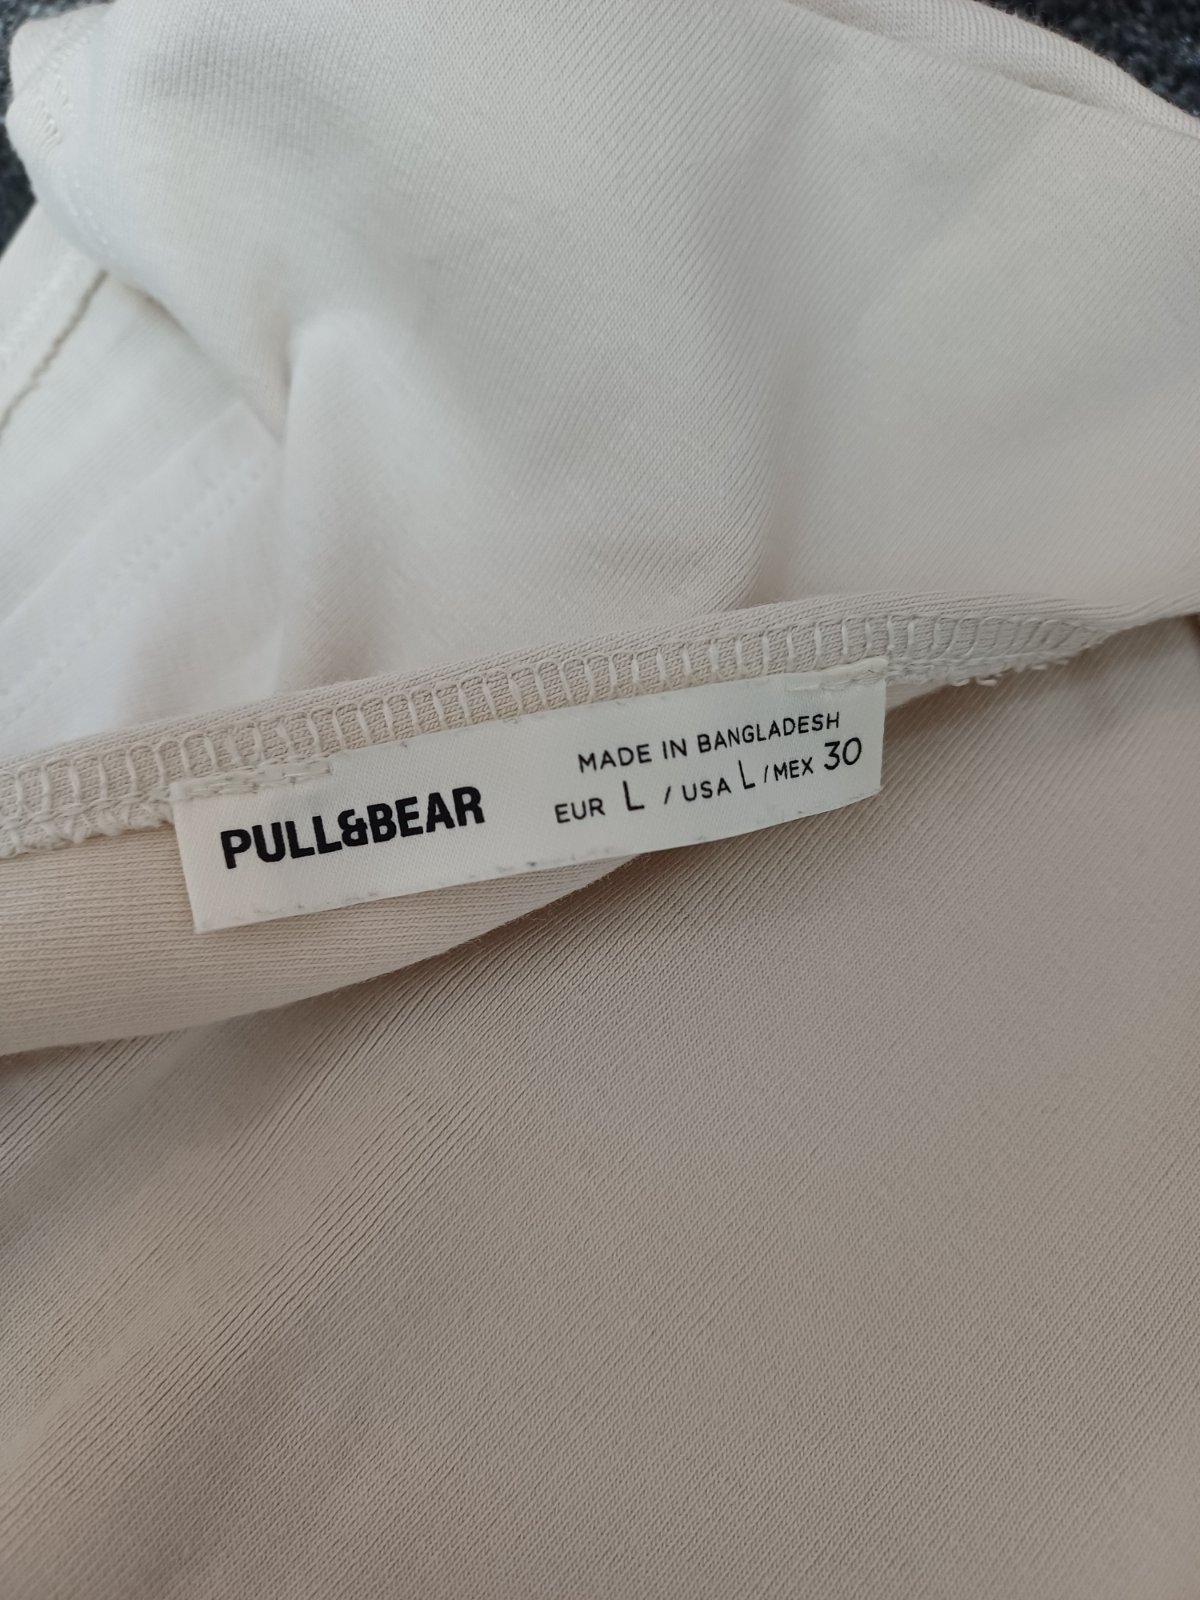 PULL&BEAR
MADE IN BANGLADESH
EUR L / USA L / MEX 30